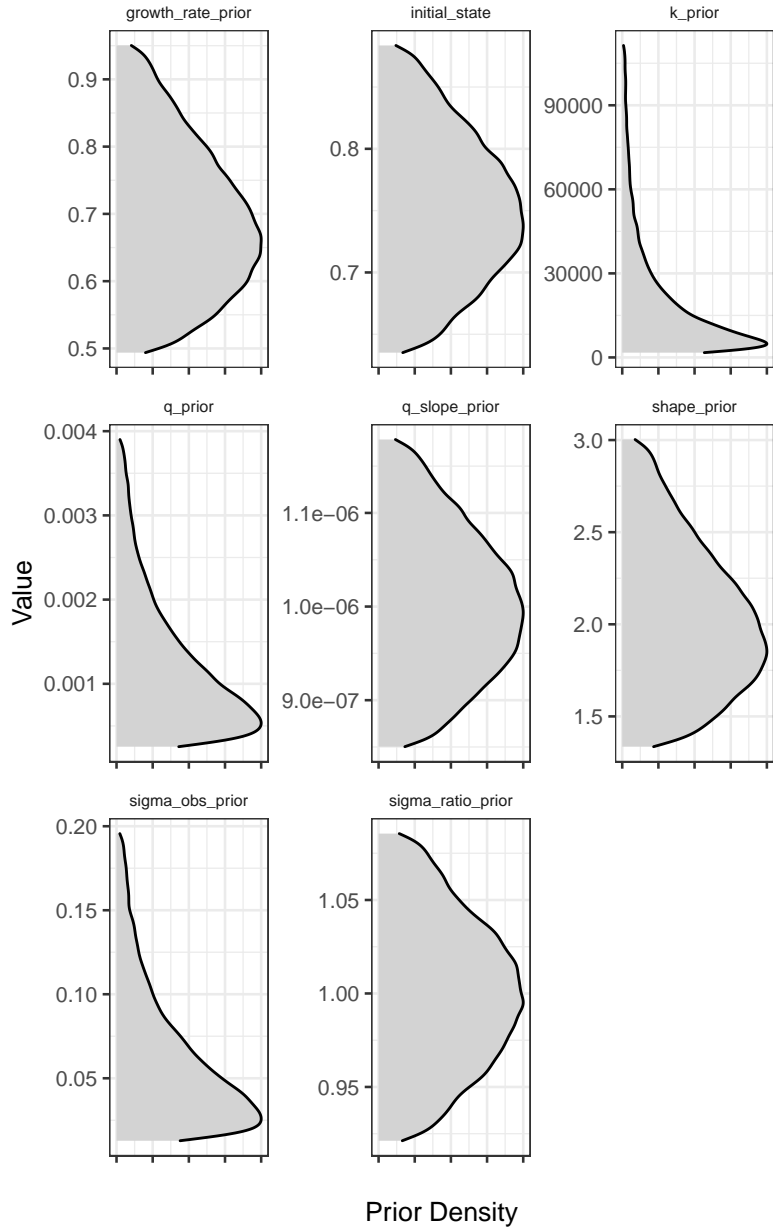 growth_rate_prior
initial_state
k_prior
0.9
0.8
0.7
0.6
0.5
0.8
0.7
90000
60000
30000
0
q_prior
q_slope_prior
shape_prior
0.004
0.003
0.002
0.001
1.1e-06
1.0e-06
9.0e-07
3.0
2.5
2.0
1.5
Value
sigma_obs_prior
sigma_ratio_prior
0.20
0.15
0.10
0.05
1.05
1.00
0.95
Prior Density